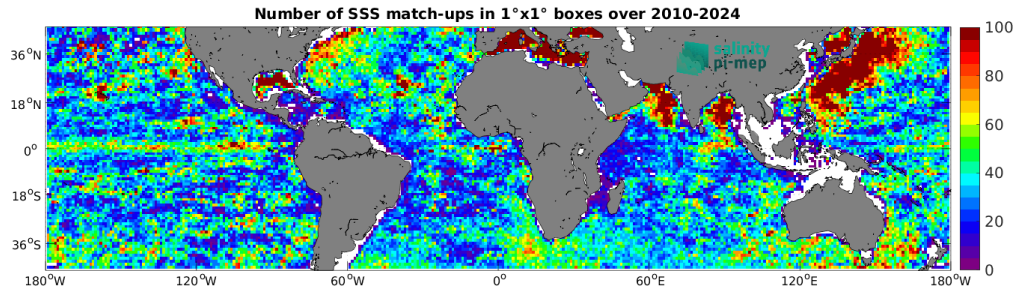 Number of SSS match-ups in 1°x1° boxes over 2010-2024
salinity
pi-mep
36°N
18°N
0°
18°S
36°S
180°W
120°W
60°W
0°
60°E
120°E
180°W
100
80
60
40
20
0